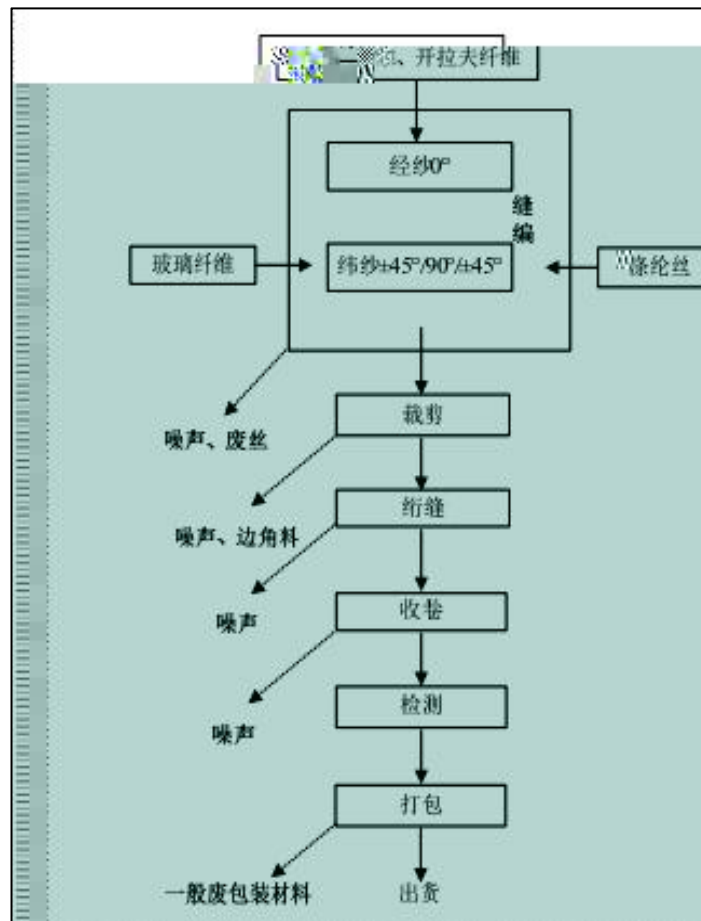 、开拉夫纤维
经纱0°
缝
编
玻璃纤维
纬纱±45°/90°/±45°
涤纶丝
裁剪
噪声、废丝
绗缝
噪声、边角料
收卷
噪声
检测
噪声
打包
一般废包装材料
出货